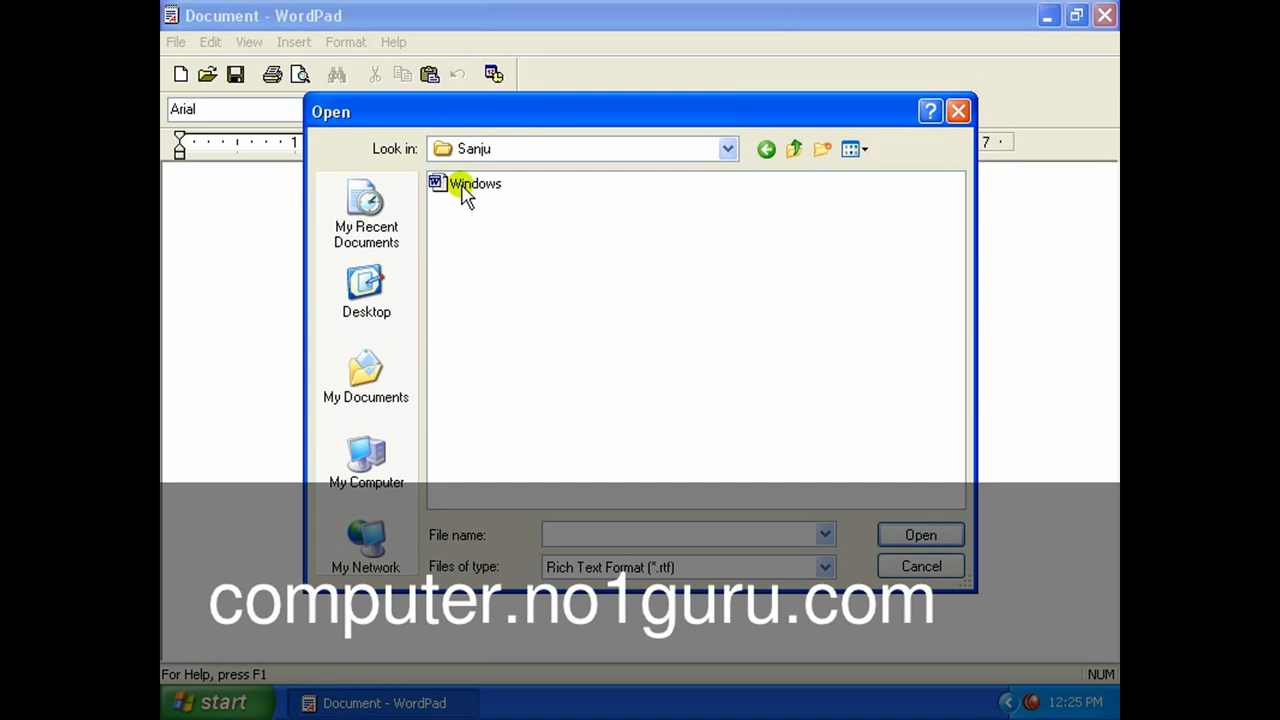 Document - WordPad
File Edit View Insert Format Help
Arial
Open
1
7
Look in: Sanju
Windows
My Recent
Documents
Desktop
My Documents
My Computer
My Network
File name:
Open
Files of type: Rich Text Format (*.rtf)
Cancel
computer.no1guru.com
For Help, press F1
NUM
start
Document - WordPad
12:25 PM